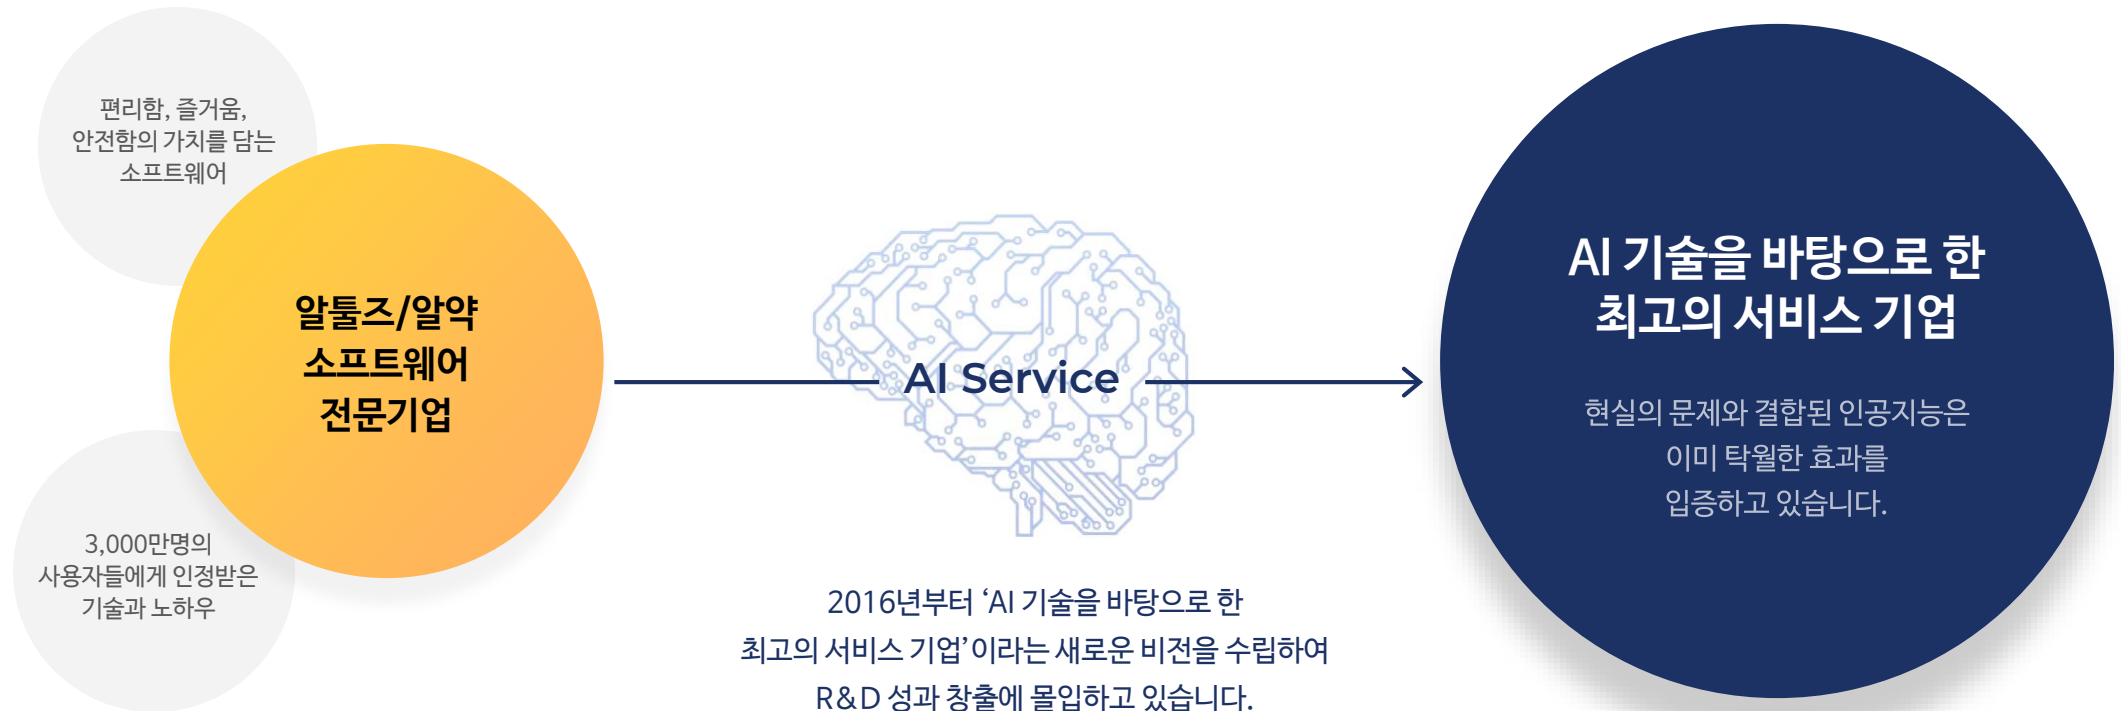 편리함, 즐거움,
안전함의 가치를 담는
소프트웨어
알툴즈/알약
소프트웨어
전문기업
3,000만명의
사용자들에게 인정받은
기술과 노하우
AI Service
2016년부터 ‘AI 기술을 바탕으로 한
최고의 서비스 기업’이라는 새로운 비전을 수립하여
R&D 성과 창출에 몰입하고 있습니다.
AI 기술을 바탕으로 한
최고의 서비스 기업
현실의 문제와 결합된 인공지능은
이미 탁월한 효과를
입증하고 있습니다.